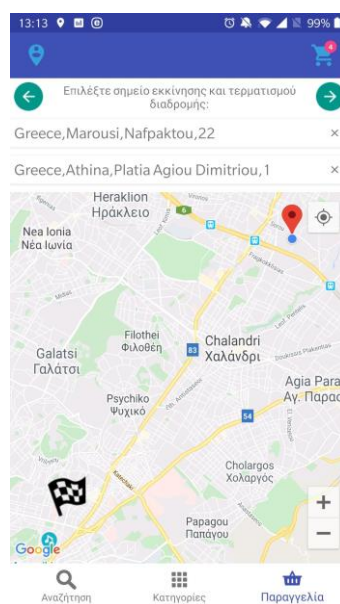 13:13
99%
4
Επιλέξτε σημείο εκκίνησης και τερματισμού
διαδρομής:
Greece,Marousi,Nafpaktou,22 ×
Greece,Athina,Platia Agiou Dimitriou,1 ×
Heraklion
Ηράκλειο
6
Nea Ionia
Νέα Ιωνία
Filothei
Φιλοθέη
83
Chalandri
Χαλάνδρι
Galatsi
Γαλάτσι
Agia Para
Αγ. Παρασ
Psychiko
Ψυχικό
54
Cholargos
Χολαργός
Katechaki
Papagou
Παπάγου
+
−
Google
Αναζήτηση
Κατηγορίες
Παραγγελία